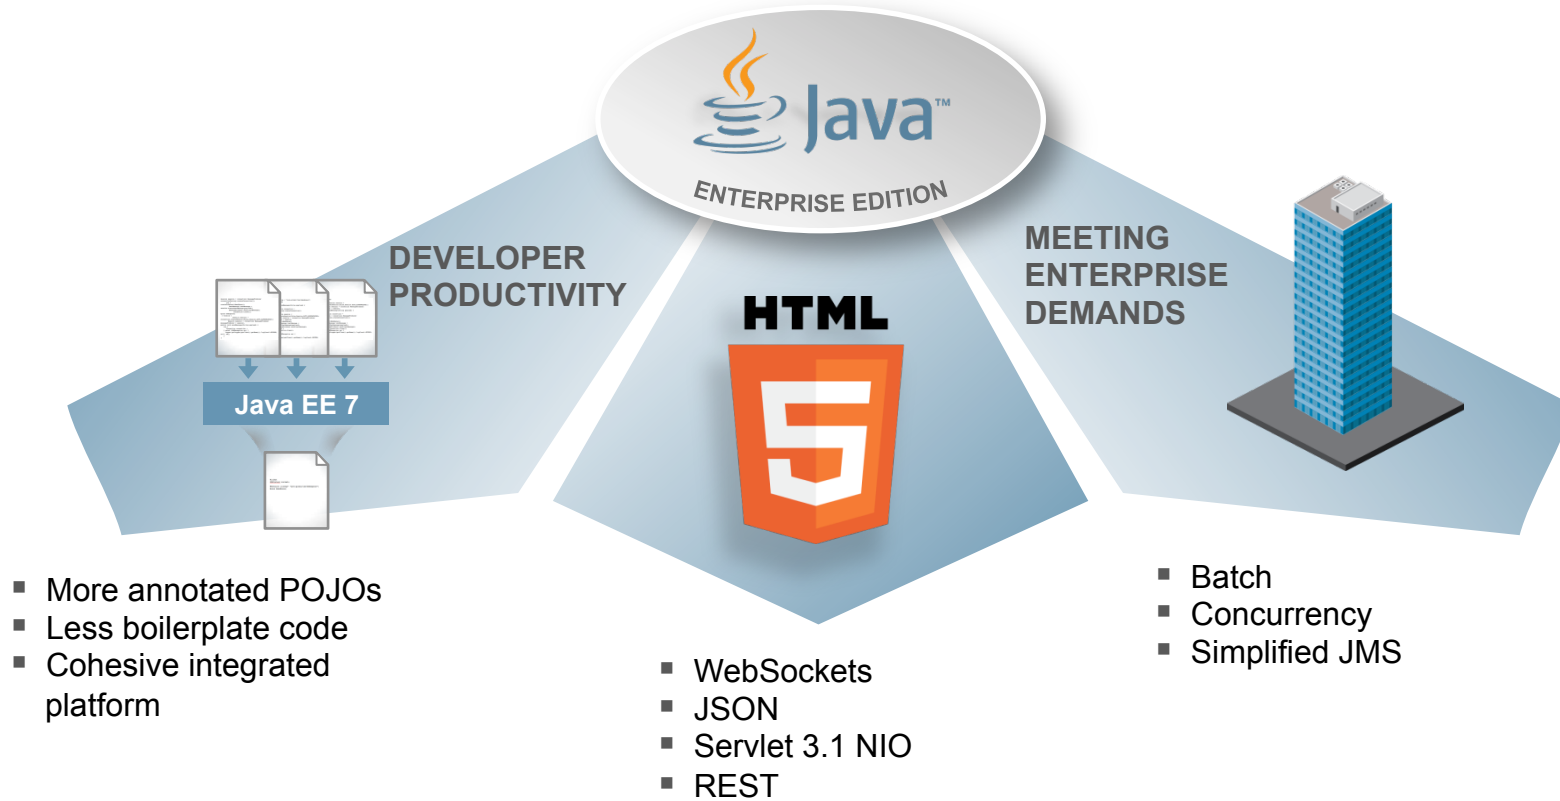 Java™
ENTERPRISE EDITION
DEVELOPER
PRODUCTIVITY
Java EE 7
▪ More annotated POJOs
▪ Less boilerplate code
▪ Cohesive integrated
platform
HTML
5
▪ WebSockets
▪ JSON
▪ Servlet 3.1 NIO
▪ REST
MEETING
ENTERPRISE
DEMANDS
▪ Batch
▪ Concurrency
▪ Simplified JMS